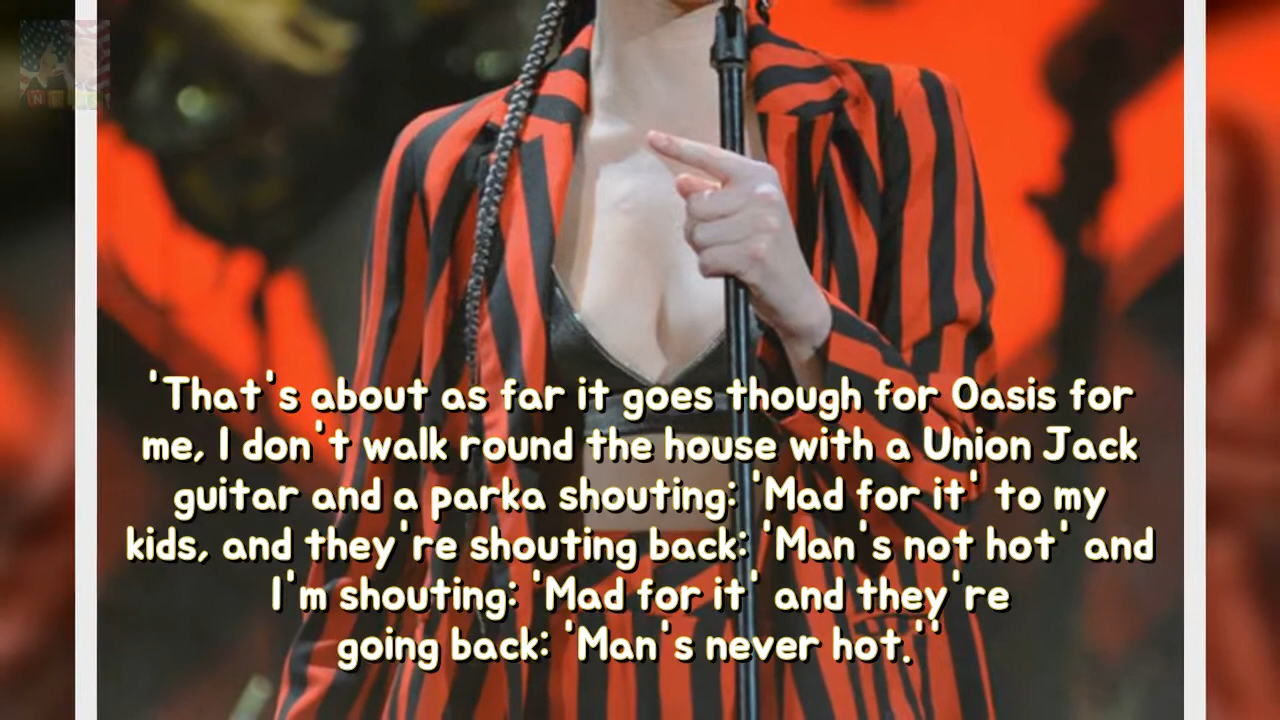 'That's about as far it goes though for Oasis for
me, I don't walk round the house with a Union Jack
guitar and a parka shouting: 'Mad for it' to my
kids, and they're shouting back: 'Man's not hot' and
I'm shouting: 'Mad for it' and they're
going back: 'Man's never hot.''